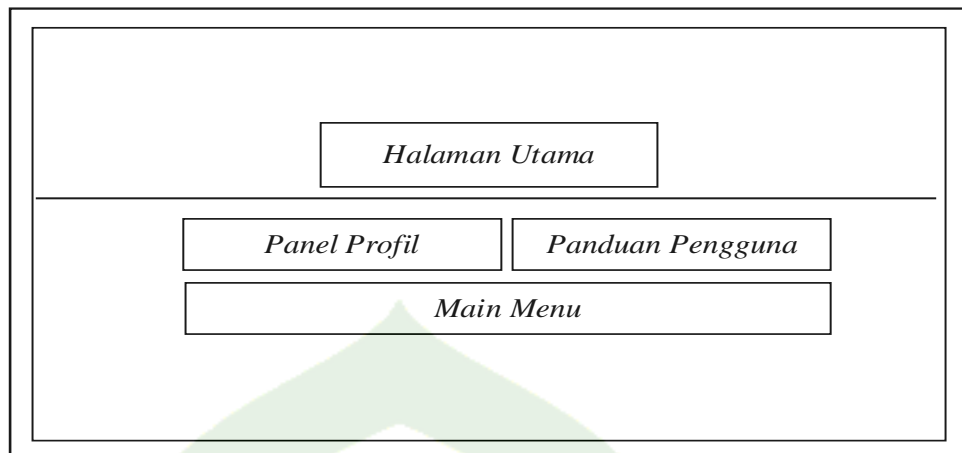 Halaman Utama
Panel Profil
Panduan Pengguna
Main Menu